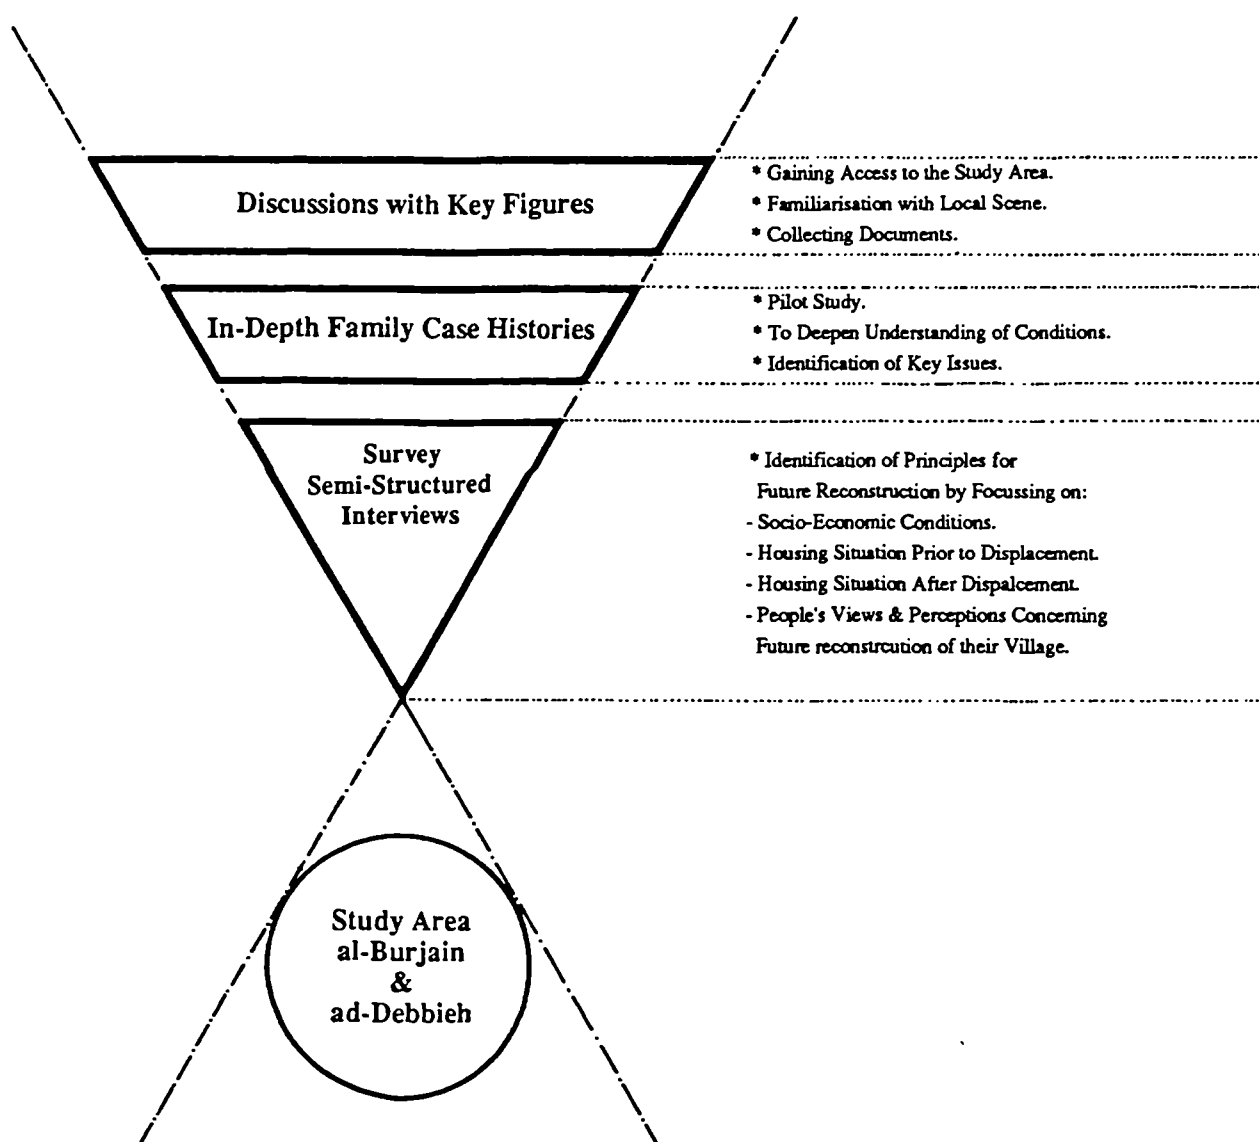 Discussions with Key Figures
* Gaining Access to the Study Area.
* Familiarisation with Local Scene.
* Collecting Documents.
In-Depth Family Case Histories
* Pilot Study.
* To Deepen Understanding of Conditions.
* Identification of Key Issues.
Survey
Semi-Structured
Interviews
* Identification of Principles for
Future Reconstruction by Focussing on:
- Socio-Economic Conditions.
- Housing Situation Prior to Displacement.
- Housing Situation After Dispalcement.
- People's Views & Perceptions Concerning
Future reconstrcution of their Village.
Study Area
al-Burjain
&
ad-Debbieh